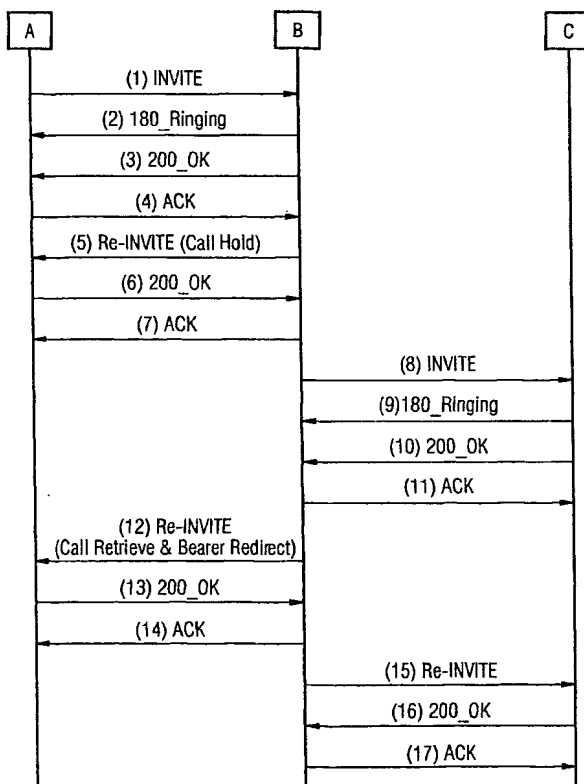 A B C
(1) INVITE
(2) 180_Ringing
(3) 200_OK
(4) ACK
(5) Re-INVITE (Call Hold)
(6) 200_OK
(7) ACK
(8) INVITE
(9)180_Ringing
(10) 200_OK
(11) ACK
(12) Re-INVITE
(Call Retrieve & Bearer Redirect)
(13) 200_OK
(14) ACK
(15) Re-INVITE
(16) 200_OK
(17) ACK